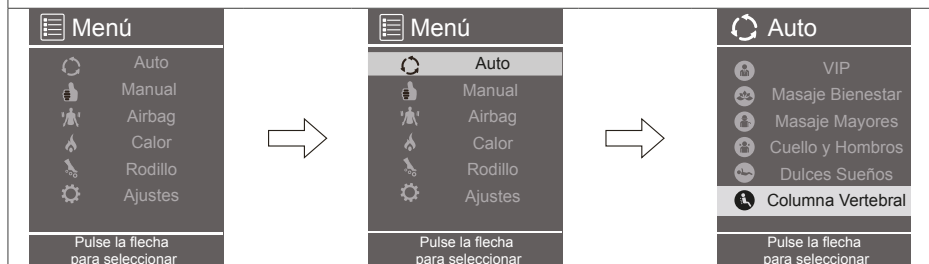 Menú
Auto
Manual
Airbag
Calor
Rodillo
Ajustes
Pulse la flecha
para seleccionar
Menú
Auto
Manual
Airbag
Calor
Rodillo
Ajustes
Pulse la flecha
para seleccionar
Auto
VIP
Masaje Bienestar
Masaje Mayores
Cuello y Hombros
Dulces Sueños
Columna Vertebral
Pulse la flecha
para seleccionar